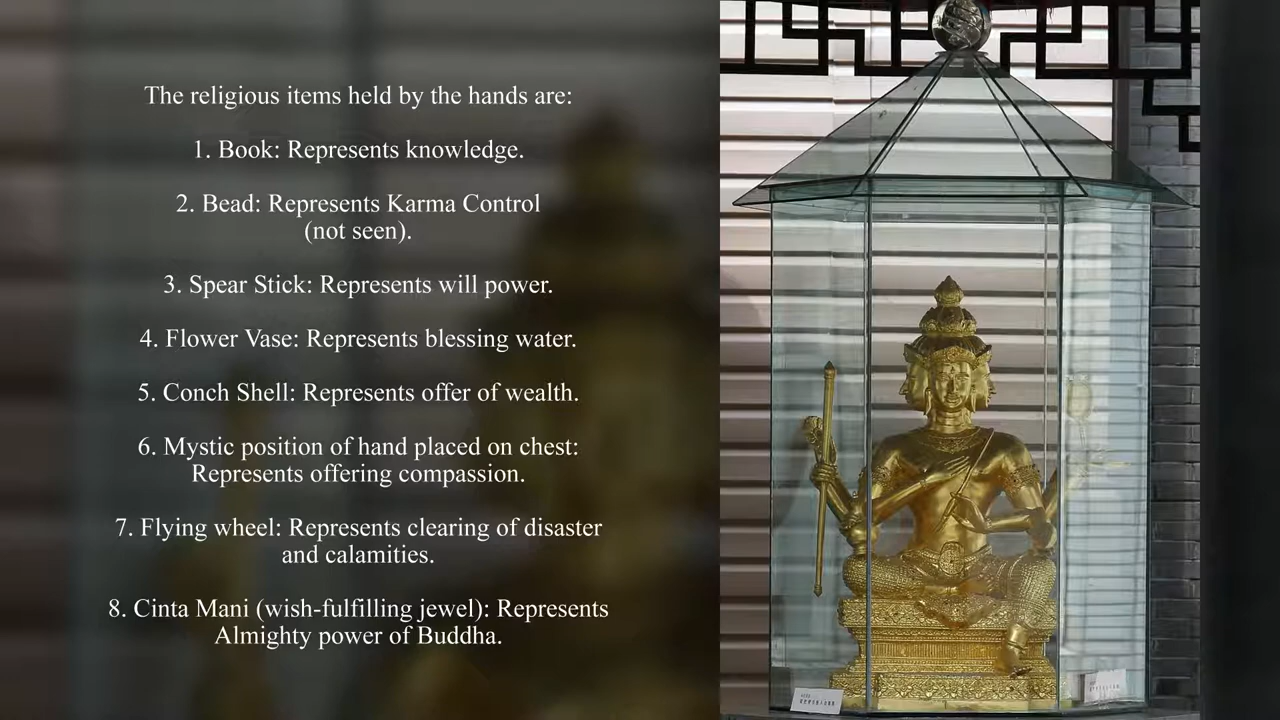 The religious items held by the hands are:
1. Book: Represents knowledge.
2. Bead: Represents Karma Control
(not seen).
3. Spear Stick: Represents will power.
4. Flower Vase: Represents blessing water.
5. Conch Shell: Represents offer of wealth.
6. Mystic position of hand placed on chest:
Represents offering compassion.
7. Flying wheel: Represents clearing of disaster
and calamities.
8. Cinta Mani (wish-fulfilling jewel): Represents
Almighty power of Buddha.